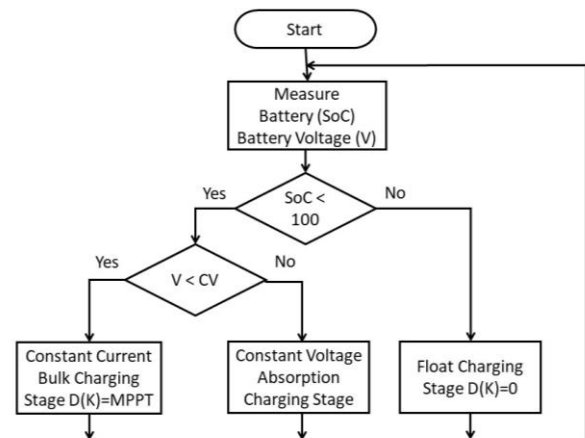 Start
Measure
Battery (SoC)
Battery Voltage (V)
Yes
SoC <
100
No
Yes
V < CV
No
Constant Current
Bulk Charging
Stage D(K)=MPPT
Constant Voltage
Absorption
Charging Stage
Float Charging
Stage D(K)=0